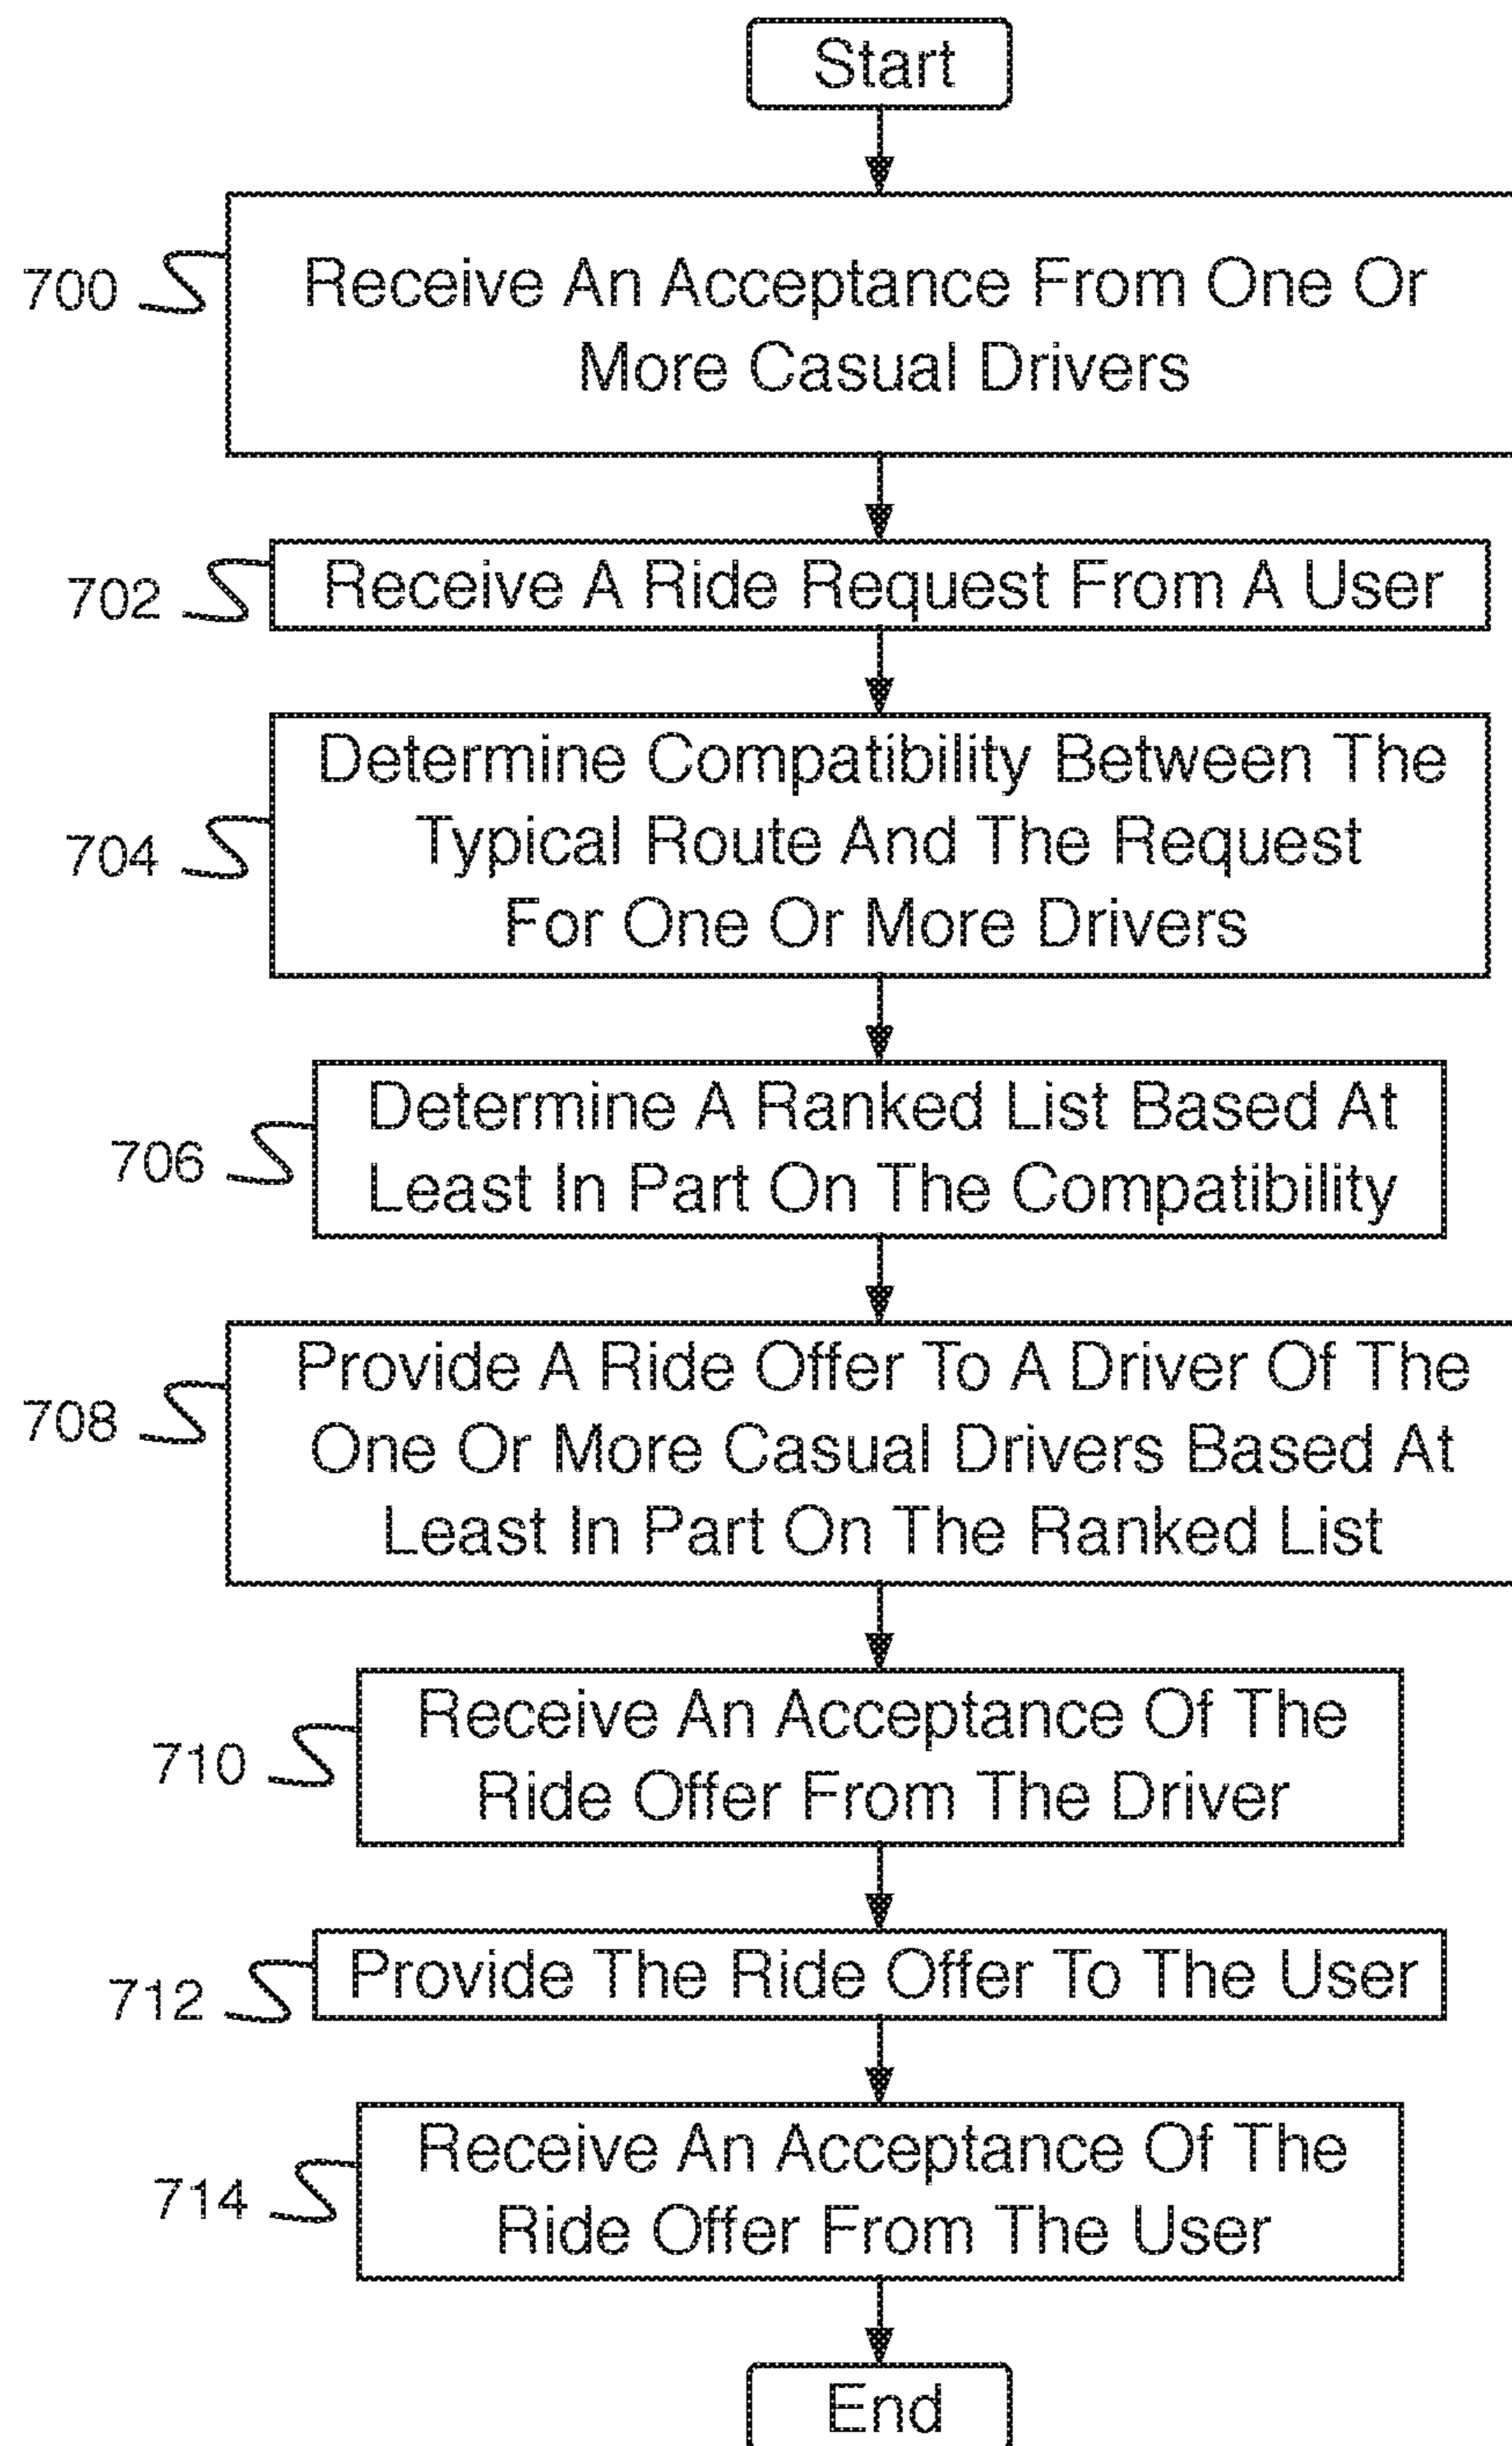 Start
700
Receive An Acceptance From One Or
More Casual Drivers
702
Receive A Ride Request From A User
704
Determine Compatibility Between The
Typical Route And The Request
For One Or More Drivers
706
Determine A Ranked List Based At
Least In Part On The Compatibility
708
Provide A Ride Offer To A Driver Of The
One Or More Casual Drivers Based At
Least In Part On The Ranked List
710
Receive An Acceptance Of The
Ride Offer From The Driver
712
Provide The Ride Offer To The User
714
Receive An Acceptance Of The
Ride Offer From The User
End